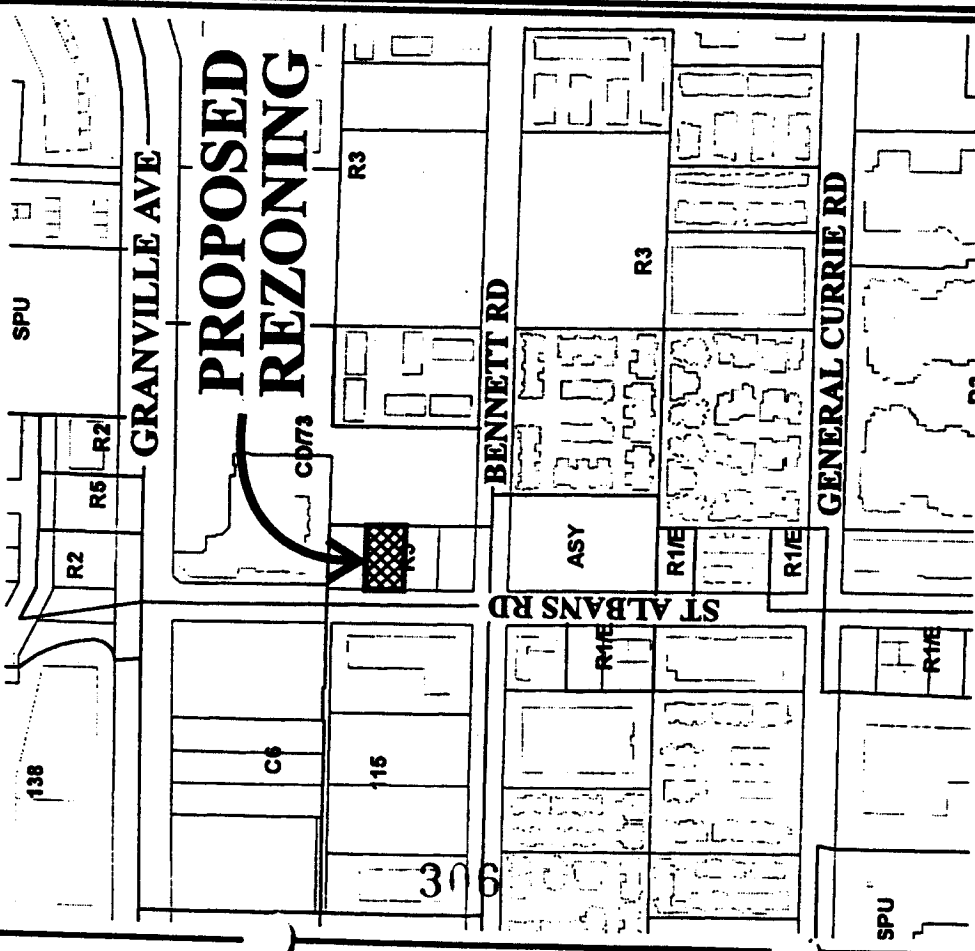 PROPOSED
REZONING
GRANVILLE AVE
BENNETT RD
GENERAL CURRIE RD
ST ALBANS RD
SPU
R2
R5
R2
138
R3
CD/73
C6
115
R3
ASY
R1/E
R1/E
R1/E
R1/E
SPU
306